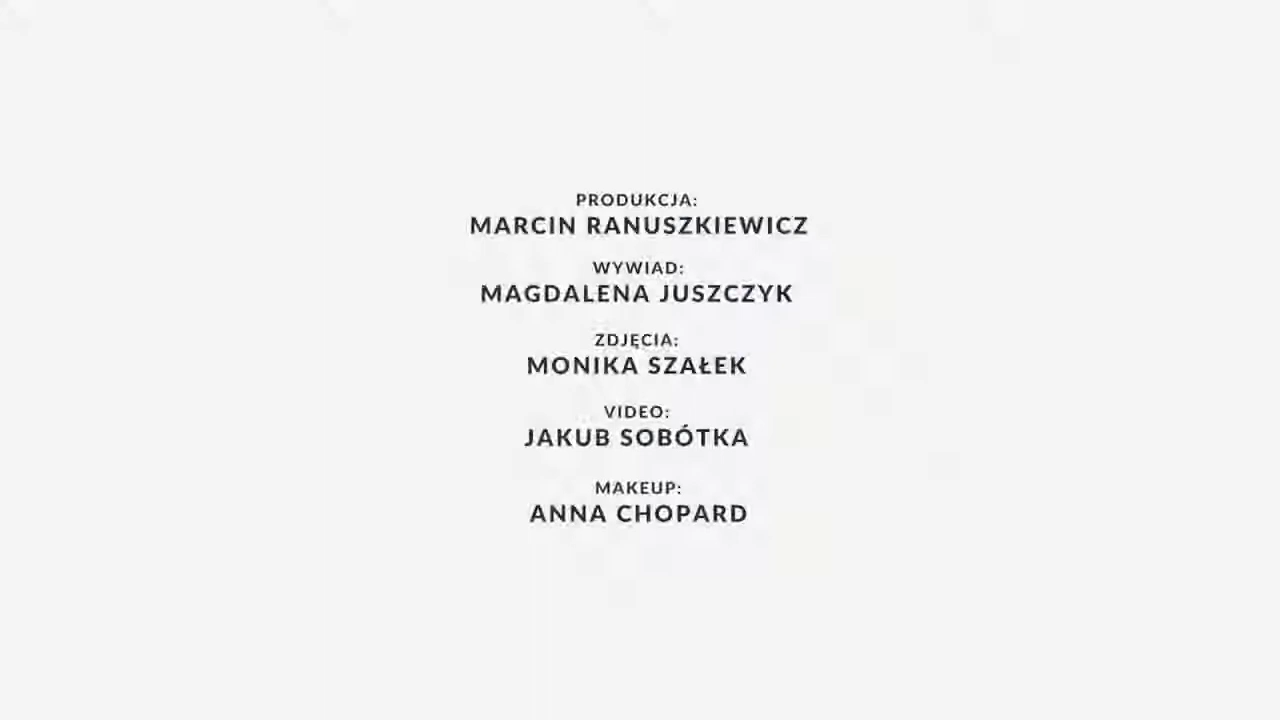 PRODUKCJA:
MARCIN RANUSZKIEWICZ
WYWIAD:
MAGDALENA JUSZCZYK
ZDJĘCIA:
MONIKA SZAŁEK
VIDEO:
JAKUB SOBÓTKA
MAKEUP:
ANNA CHOPARD